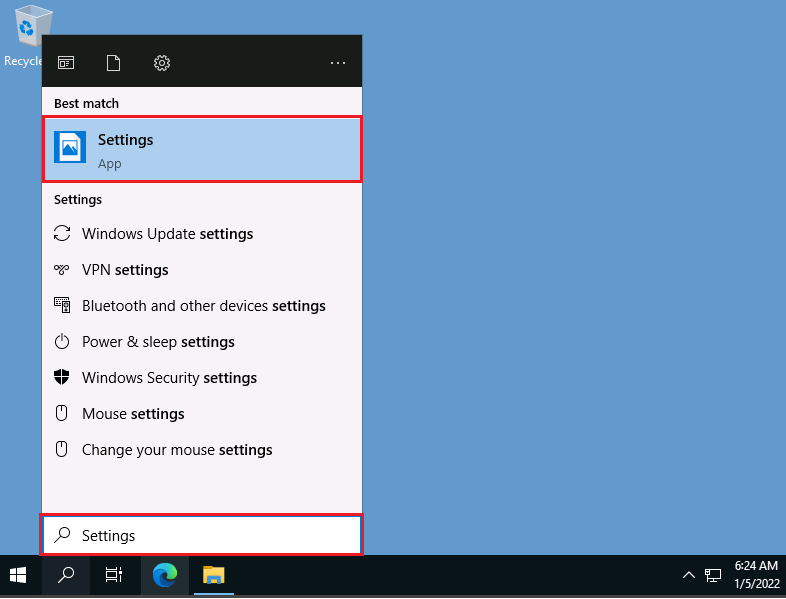 Recycle
Best match
Settings
App
Settings
Windows Update settings
VPN settings
Bluetooth and other devices settings
Power & sleep settings
Windows Security settings
Mouse settings
Change your mouse settings
Settings
6:24 AM
1/5/2022